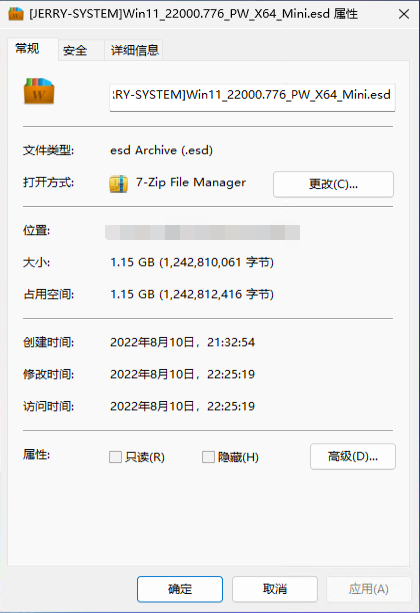 [JERRY-SYSTEM]Win11_22000.776_PW_X64_Mini.esd 属性
常规 安全 详细信息
RY-SYSTEM]Win11_22000.776_PW_X64_Mini.esd
文件类型: esd Archive (.esd)
打开方式: 7-Zip File Manager 更改(C)...
位置:
大小: 1.15 GB (1,242,810,061 字节)
占用空间: 1.15 GB (1,242,812,416 字节)
创建时间: 2022年8月10日，21:32:54
修改时间: 2022年8月10日，22:25:19
访问时间: 2022年8月10日，22:25:19
属性: 只读(R) 隐藏(H) 高级(D)...
确定 取消 应用(A)